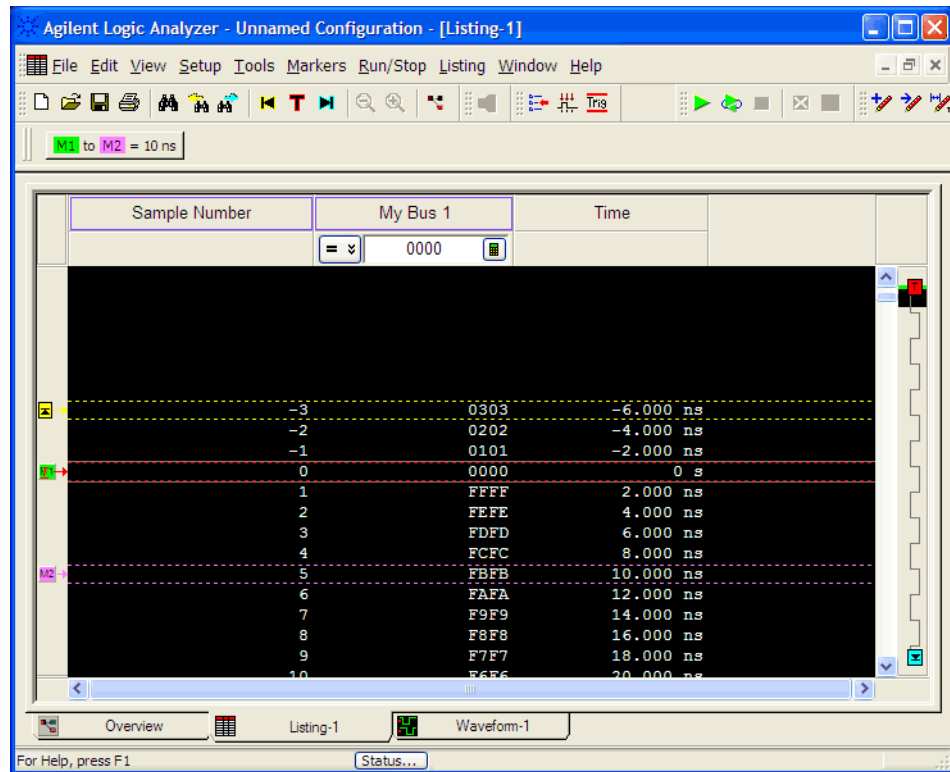 Agilent Logic Analyzer - Unnamed Configuration - [Listing-1]
File Edit View Setup Tools Markers Run/Stop Listing Window Help
T Trig
M1 to M2 = 10 ns
Sample Number My Bus 1 Time
= 0000
T
-3 0303 -6.000 ns
-2 0202 -4.000 ns
-1 0101 -2.000 ns
0 0000 0 s
1 FFFF 2.000 ns
2 FEFE 4.000 ns
3 FDFD 6.000 ns
4 FCFC 8.000 ns
M2 5 FBFB 10.000 ns
6 FAFA 12.000 ns
7 F9F9 14.000 ns
8 F8F8 16.000 ns
9 F7F7 18.000 ns
10 F6F6 20.000 ns
Overview Listing-1 Waveform-1
For Help, press F1 Status...